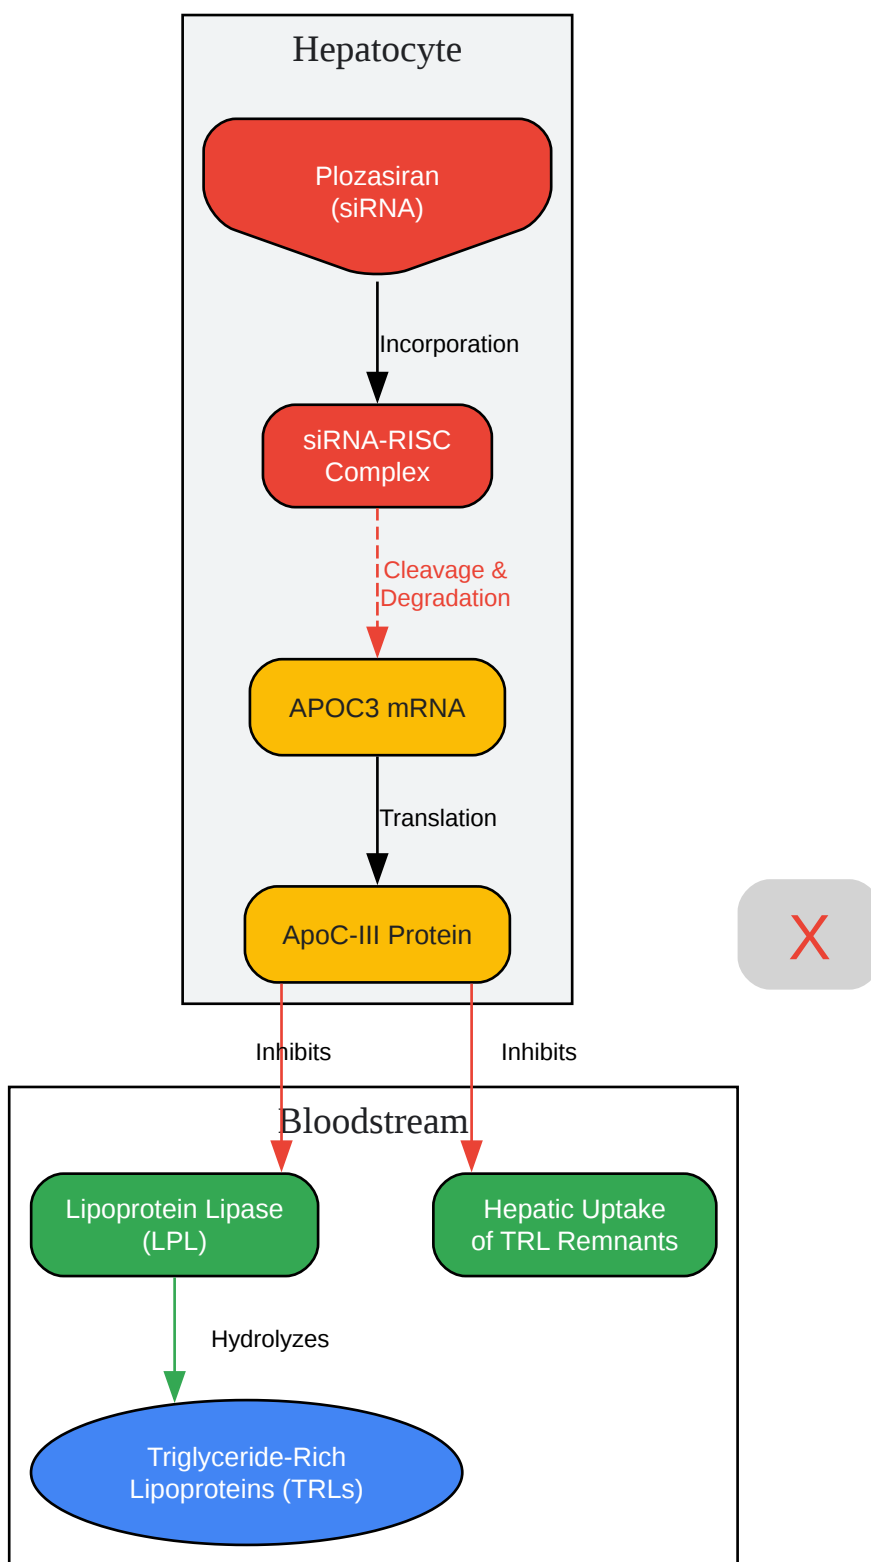 Hepatocyte
Plozasiran
(siRNA)
Incorporation
siRNA-RISC
Complex
Cleavage &
Degradation
APOC3 mRNA
Translation
ApoC-III Protein
X
Inhibits
Inhibits
Bloodstream
Lipoprotein Lipase
(LPL)
Hepatic Uptake
of TRL Remnants
Hydrolyzes
Triglyceride-Rich
Lipoproteins (TRLs)